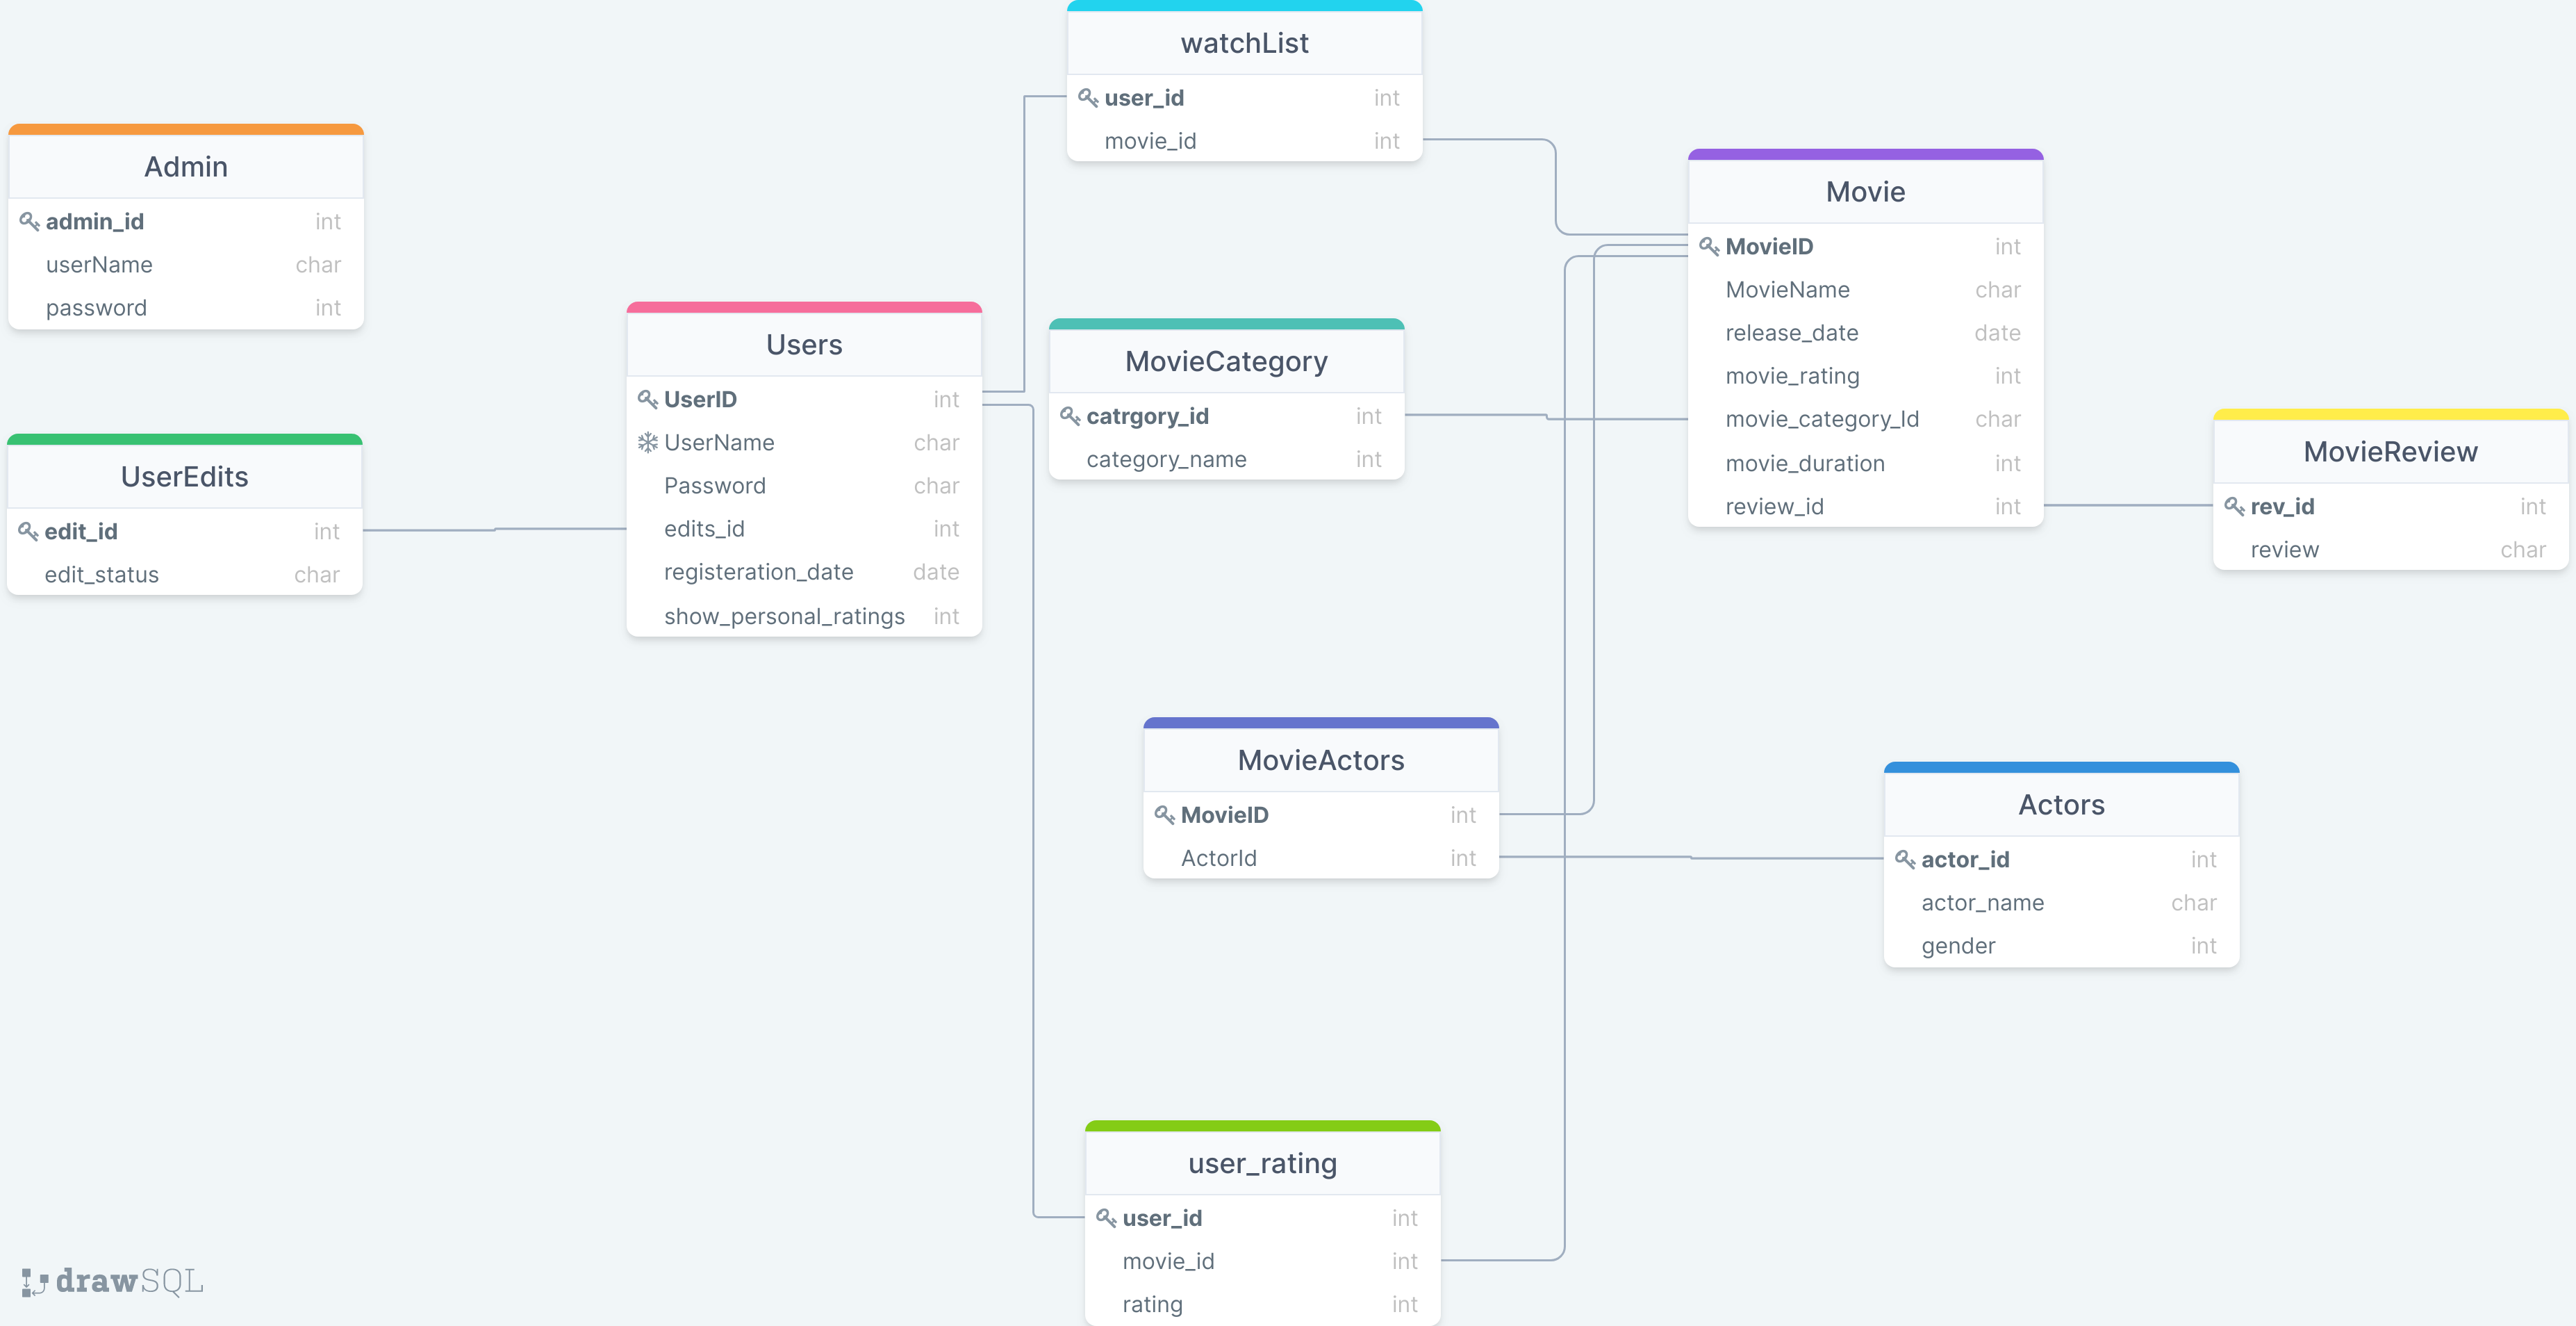 watchList
user_id int
movie_id int
Admin
admin_id int
userName char
password int
Movie
MovieID int
MovieName char
release_date date
movie_rating int
movie_category_Id char
movie_duration int
review_id int
Users
UserID int
UserName char
Password char
edits_id int
registeration_date date
show_personal_ratings int
MovieCategory
catrgory_id int
category_name int
UserEdits
edit_id int
edit_status char
MovieReview
rev_id int
review char
MovieActors
MovieID int
ActorId int
Actors
actor_id int
actor_name char
gender int
user_rating
user_id int
movie_id int
rating int
drawSQL